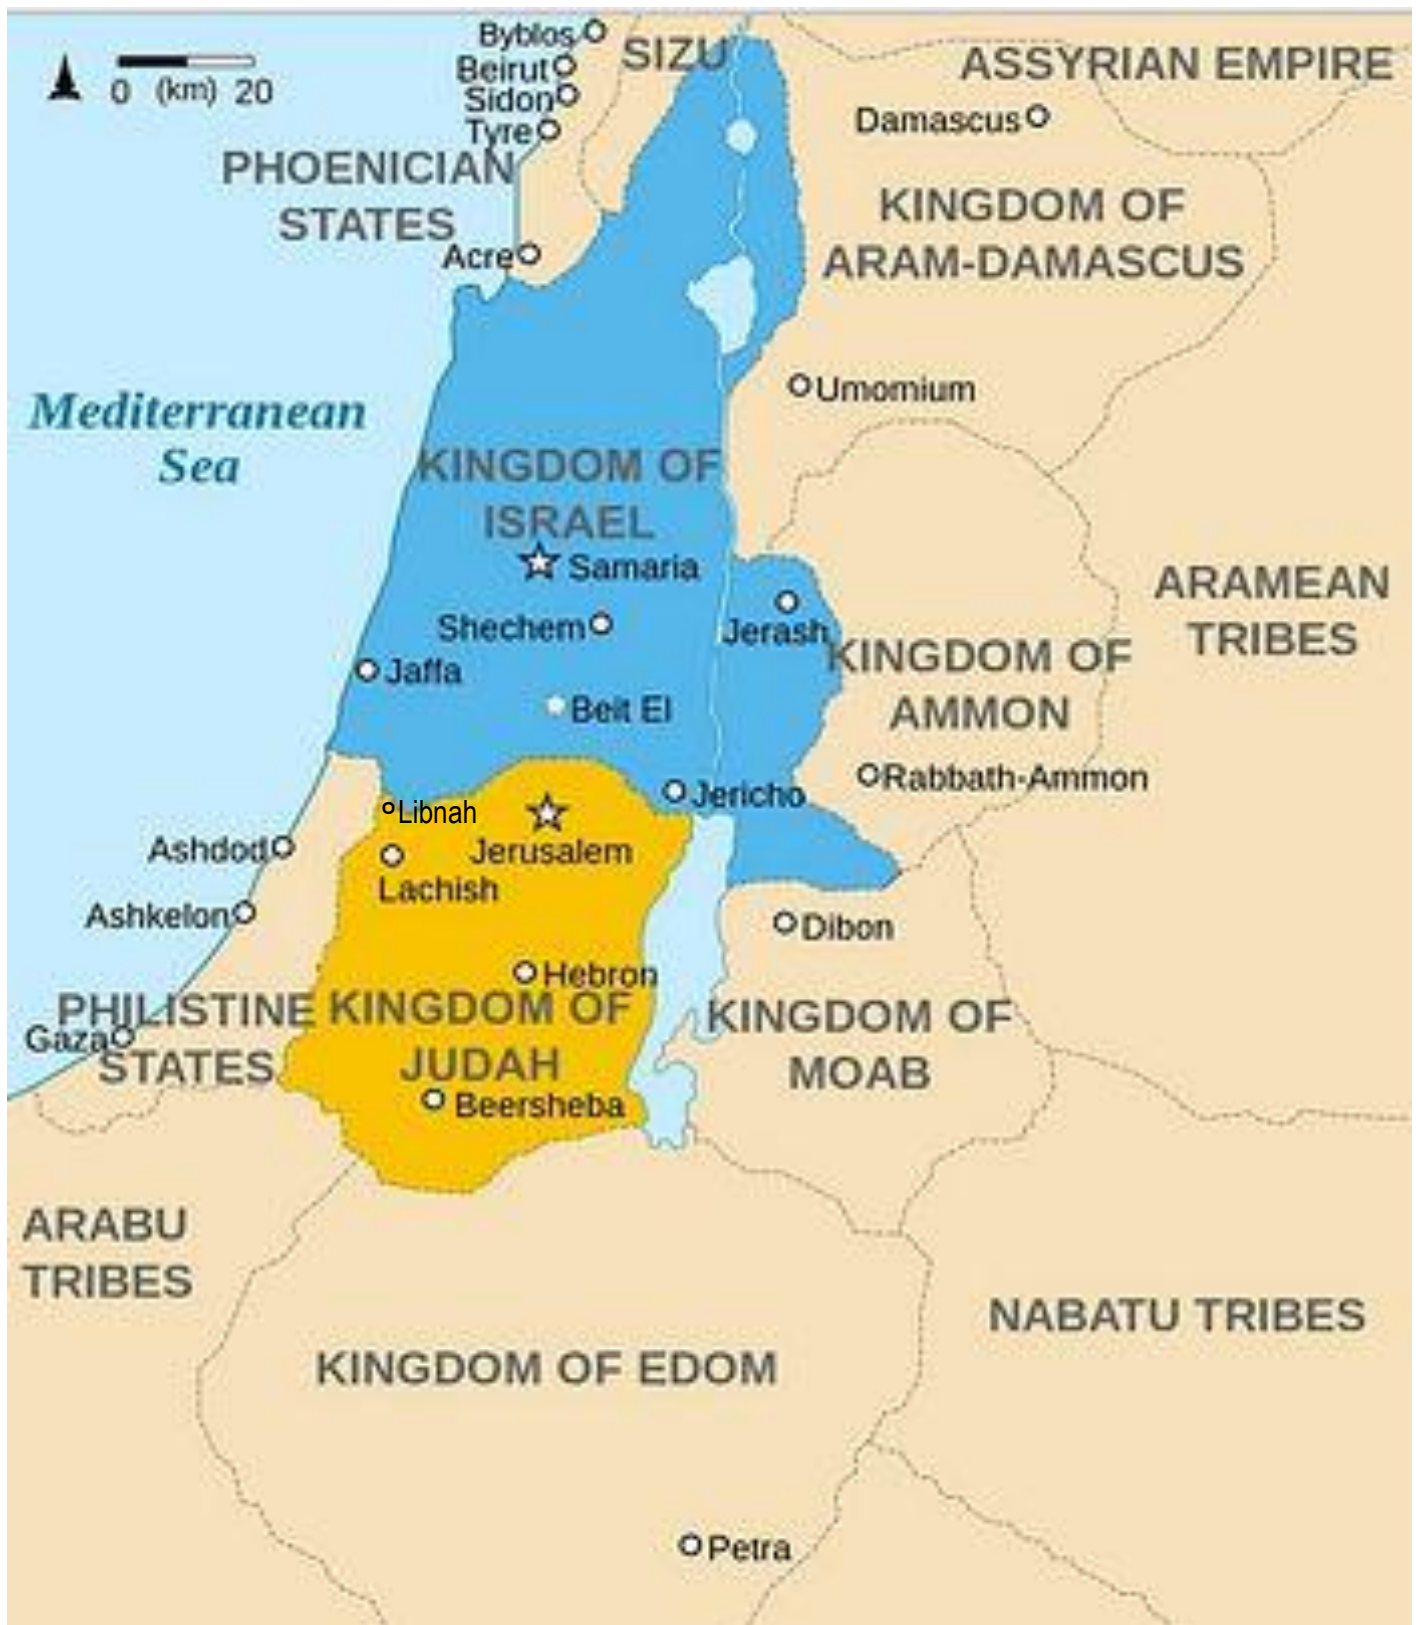 Byblos
SIZU
ASSYRIAN EMPIRE
Beirut
0 (km) 20
Sidon
Damascus
Tyre
PHOENICIAN
STATES
KINGDOM OF
ARAM-DAMASCUS
Acre
Umomium
Mediterranean
Sea
KINGDOM OF
ISRAEL
Samaria
ARAMEAN
TRIBES
Shechem
Jerash
KINGDOM OF
AMMON
Jaffa
Beit El
Rabbath-Ammon
Jericho
Libnah
Ashdod
Jerusalem
Lachish
Ashkelon
Dibon
Hebron
PHILISTINE
STATES
KINGDOM OF
JUDAH
KINGDOM OF
MOAB
Gaza
Beersheba
ARABU
TRIBES
NABATU TRIBES
KINGDOM OF EDOM
Petra